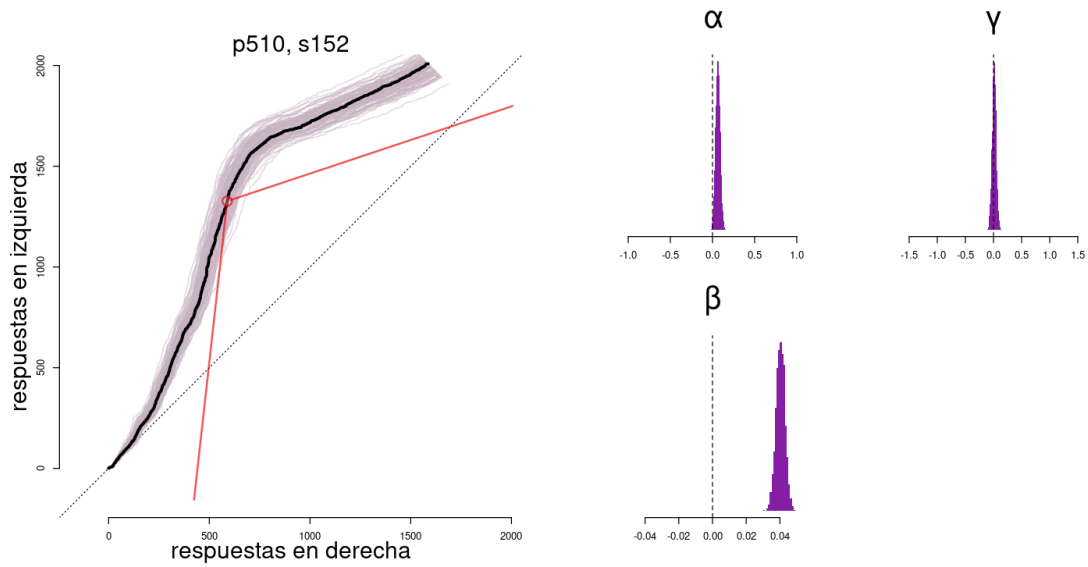 p510, s152
respuestas en izquierda
2000
1500
1000
500
0
0 500 1000 1500 2000
respuestas en derecha
α
-1.0 -0.5 0.0 0.5 1.0
γ
-1.5 -1.0 -0.5 0.0 0.5 1.0 1.5
β
-0.04 -0.02 0.00 0.02 0.04